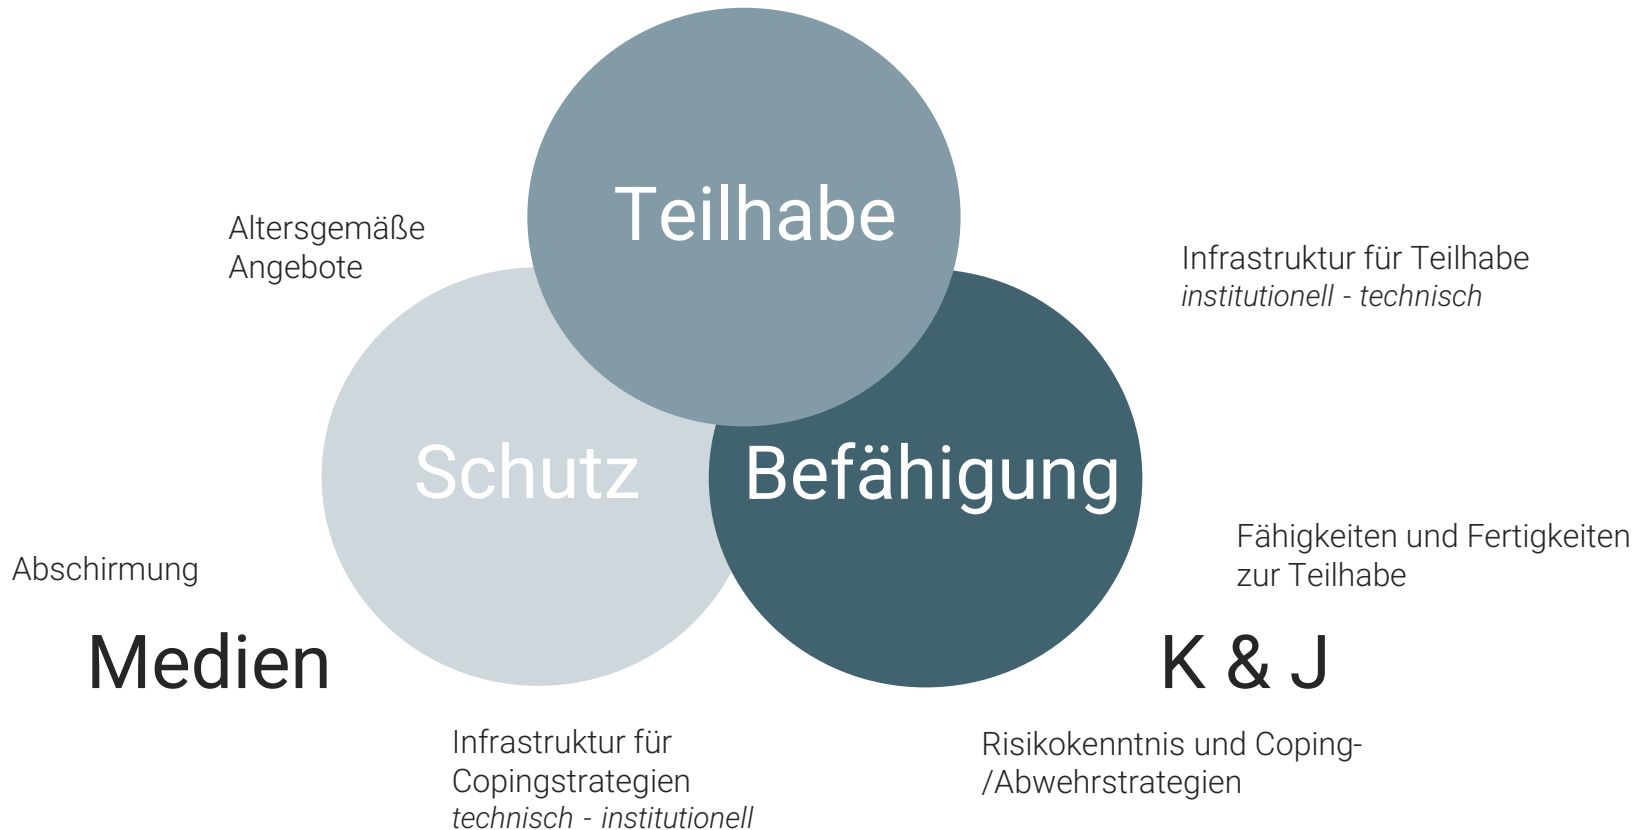 Teilhabe
Altersgemäße
Angebote
Infrastruktur für Teilhabe
institutionell - technisch
Schutz
Befähigung
Abschirmung
Fähigkeiten und Fertigkeiten
zur Teilhabe
Medien
K & J
Infrastruktur für
Copingstrategien
technisch - institutionell
Risikokenntnis und Coping-
/Abwehrstrategien